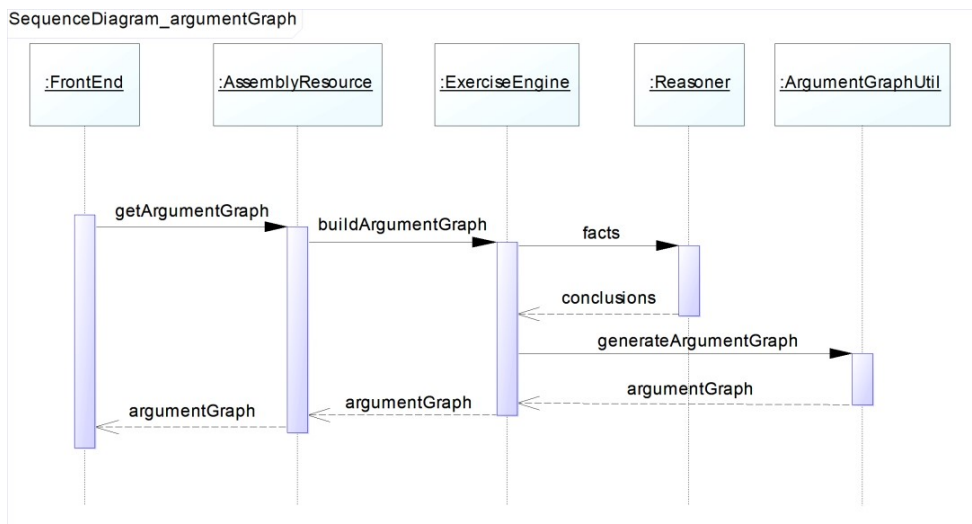 SequenceDiagram_argumentGraph
:FrontEnd
:AssemblyResource
:ExerciseEngine
:Reasoner
:ArgumentGraphUtil
getArgumentGraph
buildArgumentGraph
facts
conclusions
generateArgumentGraph
argumentGraph
argumentGraph
argumentGraph